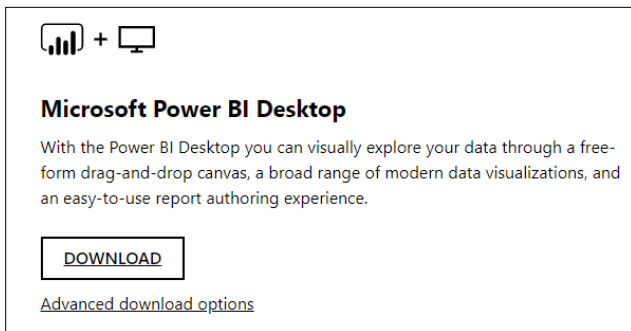 +
Microsoft Power BI Desktop
With the Power BI Desktop you can visually explore your data through a free-
form drag-and-drop canvas, a broad range of modern data visualizations, and
an easy-to-use report authoring experience.
DOWNLOAD
Advanced download options